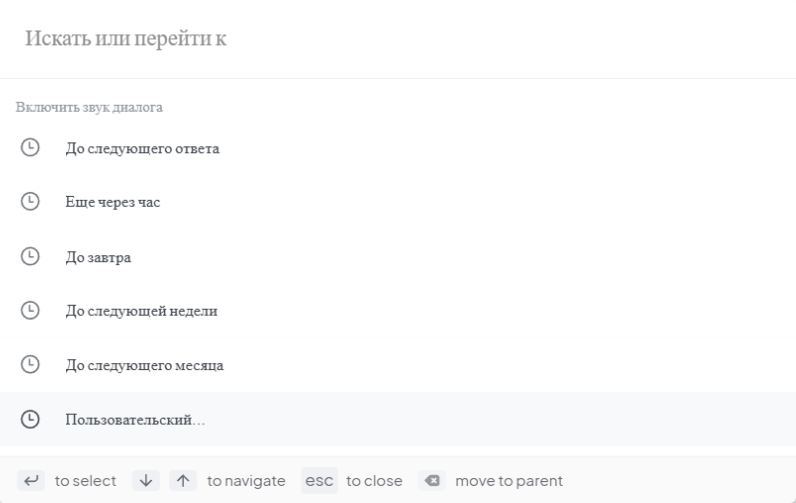 Искать или перейти к
Включить звук диалога
До следующего ответа
Еще через час
До завтра
До следующей недели
До следующего месяца
Пользовательский...
to select to navigate esc to close move to parent